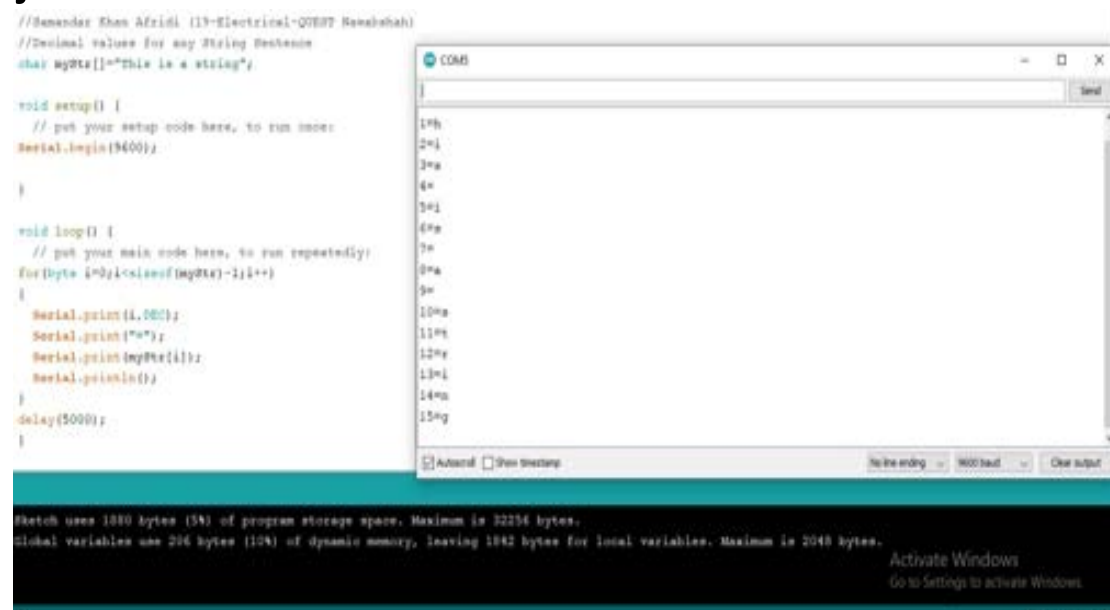 //Samandar Khan Afridi (19-Electrical-QUEST Nawabshah)
//Decimal values for any String Sentence
char myStr[]="This is a string";
void setup() {
// put your setup code here, to run once:
Serial.begin(9600);
}
void loop() {
// put your main code here, to run repeatedly:
for(byte i=0;i<sizeof(myStr)-1;i++)
{
Serial.print(i,DEC);
Serial.print("=");
Serial.print(myStr[i]);
Serial.println();
}
delay(5000);
}
COM5
Send
1=h
2=i
3=s
4=
5=i
6=s
7=
8=a
9=
10=s
11=t
12=r
13=i
14=n
15=g
Autoscroll Show timestamp
No line ending 9600 baud Clear output
Sketch uses 1880 bytes (5%) of program storage space. Maximum is 32256 bytes.
Global variables use 206 bytes (10%) of dynamic memory, leaving 1842 bytes for local variables. Maximum is 2048 bytes.
Activate Windows
Go to Settings to activate Windows.